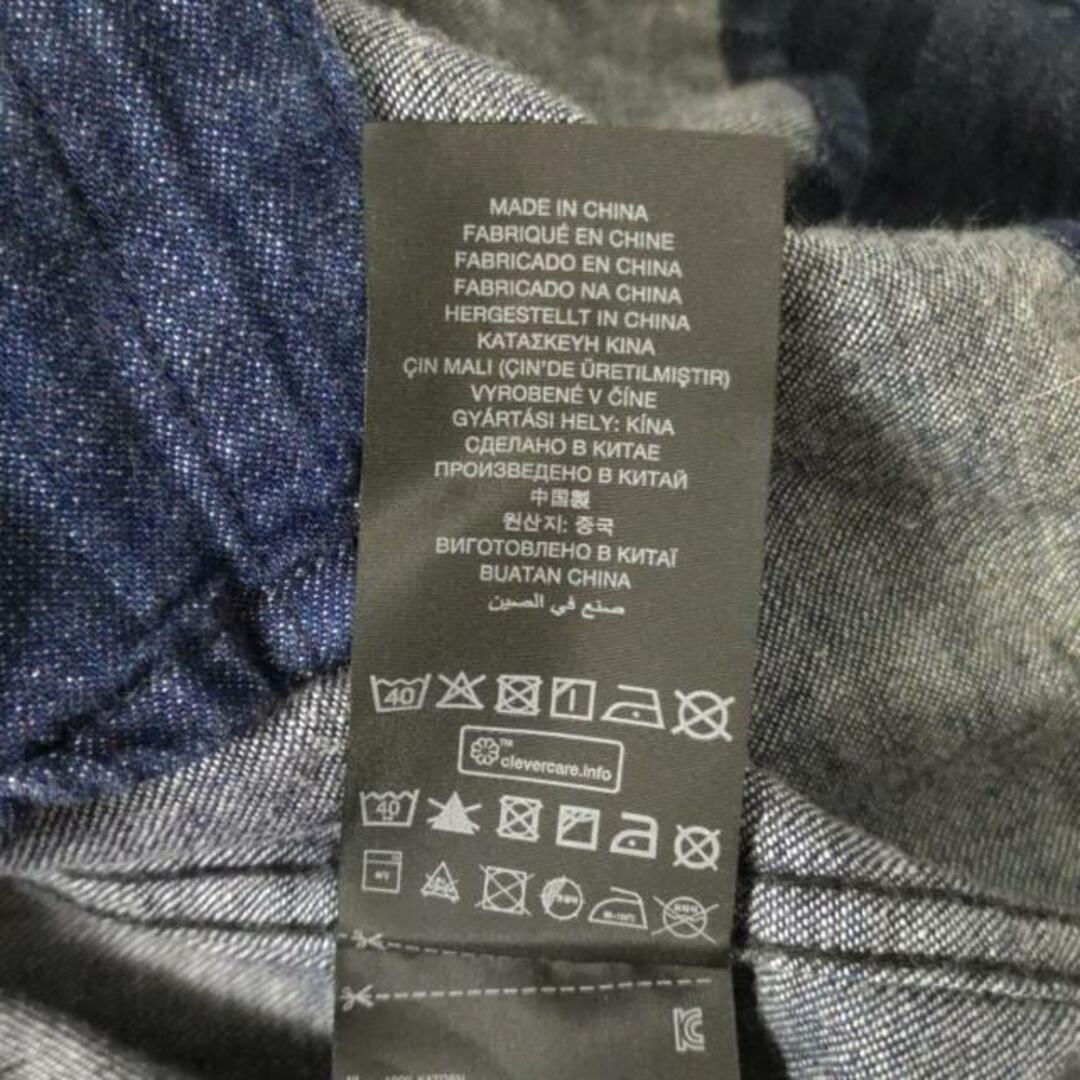 MADE IN CHINA
FABRIQUÉ EN CHINE
FABRICADO EN CHINA
FABRICADO NA CHINA
HERGESTELLT IN CHINA
ΚΑΤΑΣΚΕΥΗ ΚΙΝΑ
ÇIN MALI (ÇIN'DE ÜRETILMIŞTIR)
VYROBENÉ V ČÍNE
GYÁRTÁSI HELY: KÍNA
СДЕЛАНО В КИТАЕ
ПРОИЗВЕДЕНО В КИТАЙ
中国製
원산지: 중국
ВИГОТОВЛЕНО В КИТАЇ
BUATAN CHINA
صنع في الصين
40
TM
clevercare.info
40 40